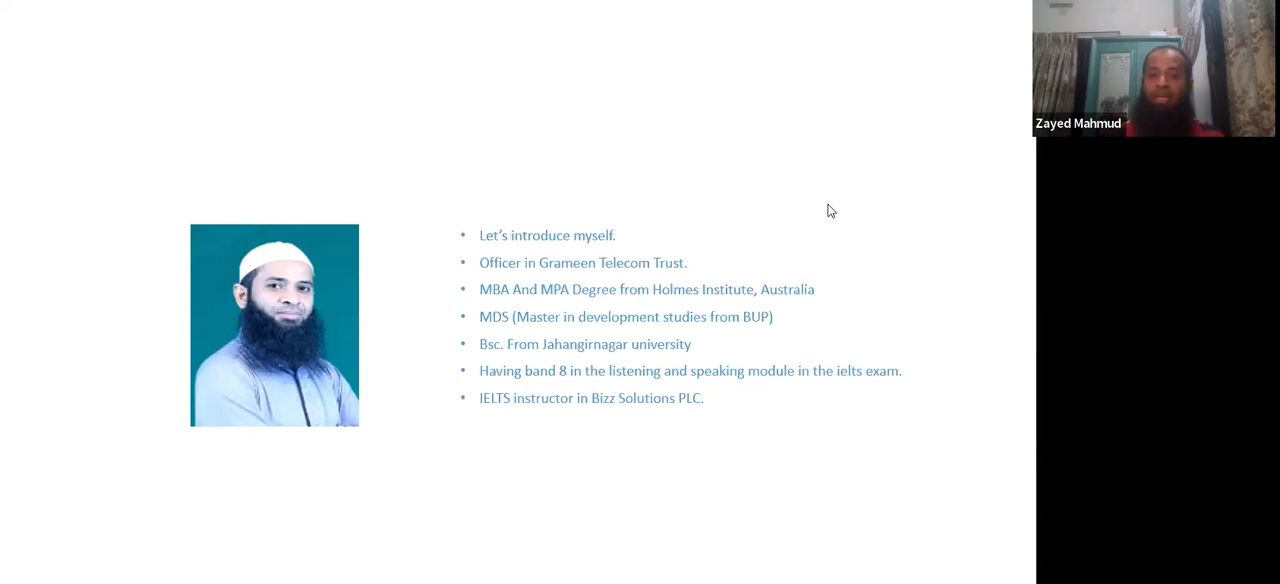 Zayed Mahmud
• Let's introduce myself.
• Officer in Grameen Telecom Trust.
• MBA And MPA Degree from Holmes Institute, Australia
• MDS (Master in development studies from BUP)
• Bsc. From Jahangirnagar university
• Having band 8 in the listening and speaking module in the ielts exam.
• IELTS instructor in Bizz Solutions PLC.